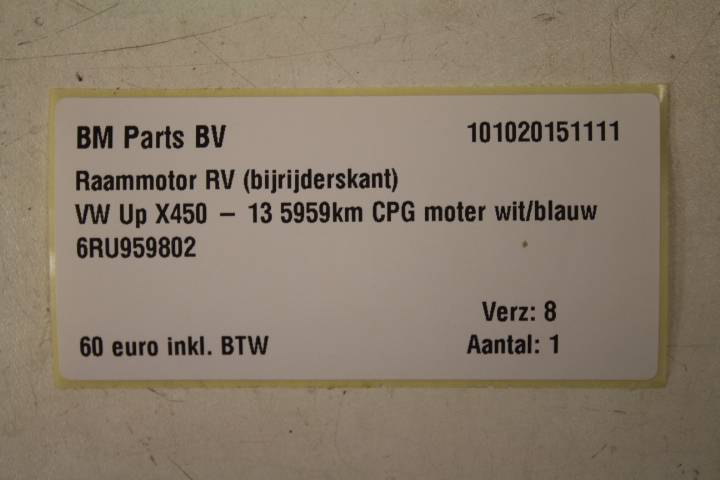 BM Parts BV 101020151111
Raammotor RV (bijrijderskant)
VW Up X450 – 13 5959km CPG moter wit/blauw
6RU959802
Verz: 8
60 euro inkl. BTW Aantal: 1